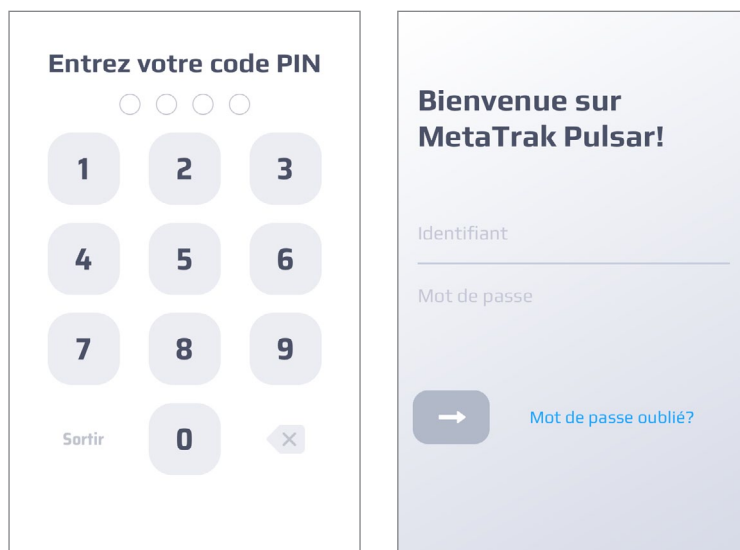 Entrez votre code PIN
1 2 3
4 5 6
7 8 9
Sortir 0
Bienvenue sur
MetaTrak Pulsar!
Identifiant
Mot de passe
Mot de passe oublié?